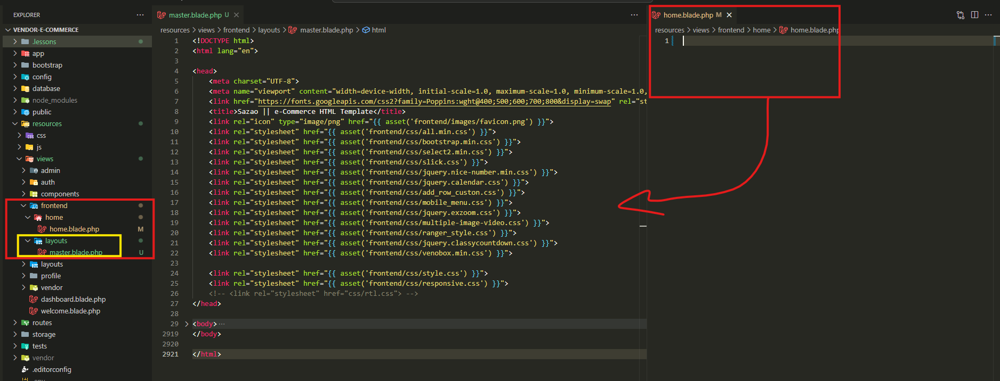 EXPLORER
VENDOR-E-COMMERCE
.lessons
app
bootstrap
config
database
node_modules
public
resources
css
js
views
admin
auth
components
frontend
home
home.blade.php M
layouts
master.blade.php U
layouts
profile
vendor
dashboard.blade.php
welcome.blade.php
routes
storage
tests
vendor
.editorconfig
master.blade.php U
resources > views > frontend > layouts > master.blade.php > html
1 <!DOCTYPE html>
2 <html lang="en">
3
4 <head>
5 <meta charset="UTF-8">
6 <meta name="viewport" content="width=device-width, initial-scale=1.0, maximum-scale=1.0, minimum-scale=1.0,
7 <link href="https://fonts.googleapis.com/css2?family=Poppins:wght@400;500;600;700;800&display=swap" rel="st
8 <title>Sazao || e-Commerce HTML Template</title>
9 <link rel="icon" type="image/png" href="{{ asset('frontend/images/favicon.png') }}">
10 <link rel="stylesheet" href="{{ asset('frontend/css/all.min.css') }}">
11 <link rel="stylesheet" href="{{ asset('frontend/css/bootstrap.min.css') }}">
12 <link rel="stylesheet" href="{{ asset('frontend/css/select2.min.css') }}">
13 <link rel="stylesheet" href="{{ asset('frontend/css/slick.css') }}">
14 <link rel="stylesheet" href="{{ asset('frontend/css/jquery.nice-number.min.css') }}">
15 <link rel="stylesheet" href="{{ asset('frontend/css/jquery.calendar.css') }}">
16 <link rel="stylesheet" href="{{ asset('frontend/css/add_row_custon.css') }}">
17 <link rel="stylesheet" href="{{ asset('frontend/css/mobile_menu.css') }}">
18 <link rel="stylesheet" href="{{ asset('frontend/css/jquery.exzoom.css') }}">
19 <link rel="stylesheet" href="{{ asset('frontend/css/multiple-image-video.css') }}">
20 <link rel="stylesheet" href="{{ asset('frontend/css/ranger_style.css') }}">
21 <link rel="stylesheet" href="{{ asset('frontend/css/jquery.classycountdown.css') }}">
22 <link rel="stylesheet" href="{{ asset('frontend/css/venobox.min.css') }}">
23
24 <link rel="stylesheet" href="{{ asset('frontend/css/style.css') }}">
25 <link rel="stylesheet" href="{{ asset('frontend/css/responsive.css') }}">
26 <!-- <link rel="stylesheet" href="css/rtl.css"> -->
27 </head>
28
29 <body> ···
2919 </body>
2920
2921 </html>
home.blade.php M
resources > views > frontend > home > home.blade.php
1